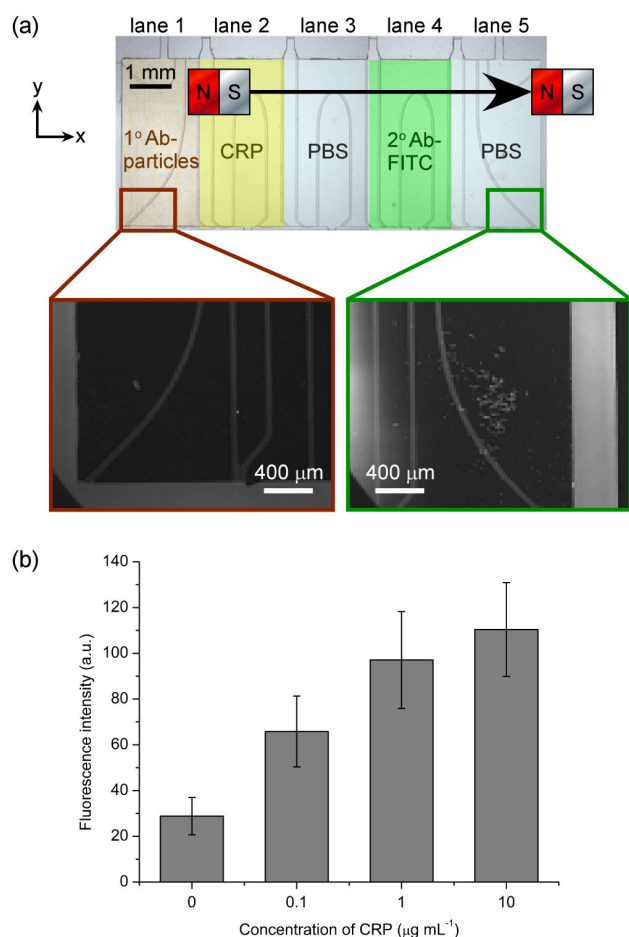 (a)
lane 1 lane 2 lane 3 lane 4 lane 5
1 mm
N S
N S
y
x
1° Ab-
particles
CRP
PBS
2° Ab-
FITC
PBS
400 μm
400 μm
(b)
140
120
100
80
60
40
20
0
Fluorescence intensity (a.u.)
0 0.1 1 10
Concentration of CRP (μg mL⁻¹)